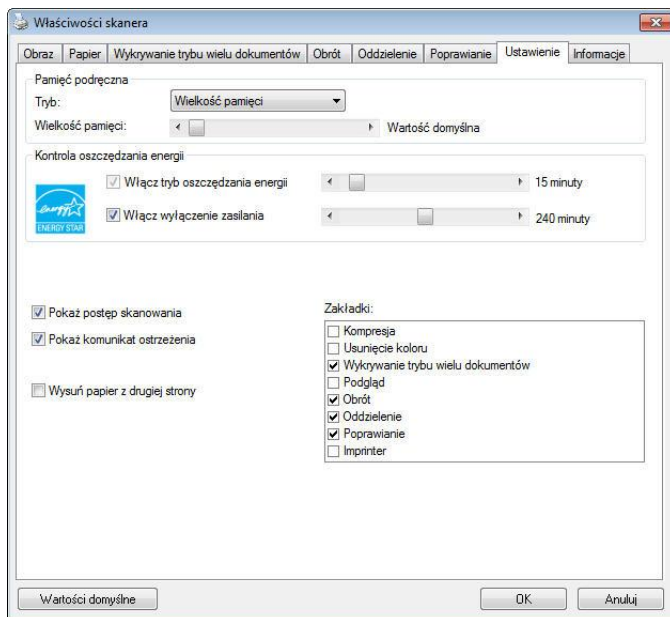 Właściwości skanera
Obraz Papier Wykrywanie trybu wielu dokumentów Obrót Oddzielenie Poprawianie Ustawienie Informacje
Pamięć podręczna
Tryb: Wielkość pamięci
Wielkość pamięci: Wartość domyślna
Kontrola oszczędzania energii
Włącz tryb oszczędzania energii 15 minuty
Włącz wyłączenie zasilania 240 minuty
energy
ENERGY STAR
Pokaż postęp skanowania
Pokaż komunikat ostrzeżenia
Wysuń papier z drugiej strony
Zakładki:
Kompresja
Usunięcie koloru
Wykrywanie trybu wielu dokumentów
Podgląd
Obrót
Oddzielenie
Poprawianie
Imprinter
Wartości domyślne OK Anuluj